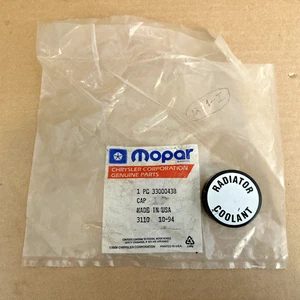 Mopar
CHRYSLER CORPORATION
GENUINE PARTS
1 PC 33000438
CAP
MADE IN USA
3110 10-94
RADIATOR
COOLANT